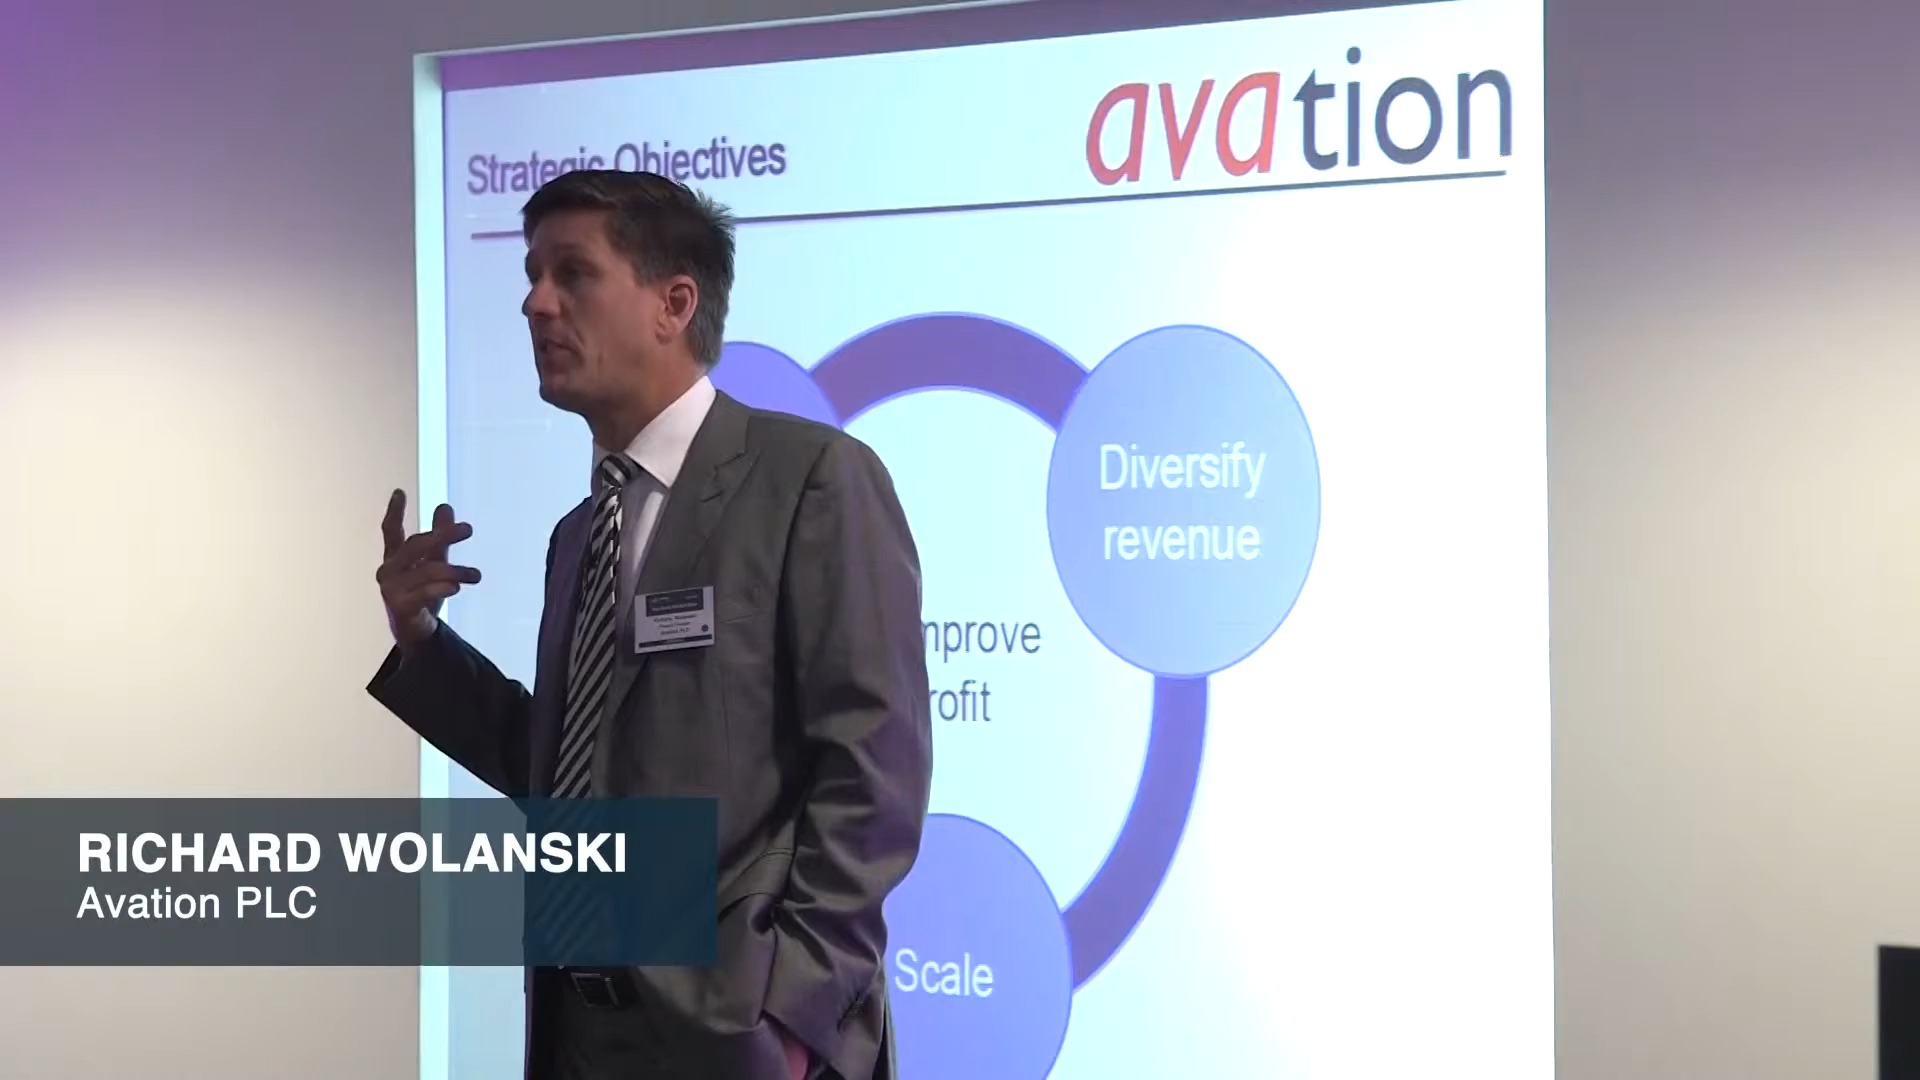 avation
Strategic Objectives
Diversify
revenue
mprove
rofit
Scale
RICHARD WOLANSKI
Avation PLC